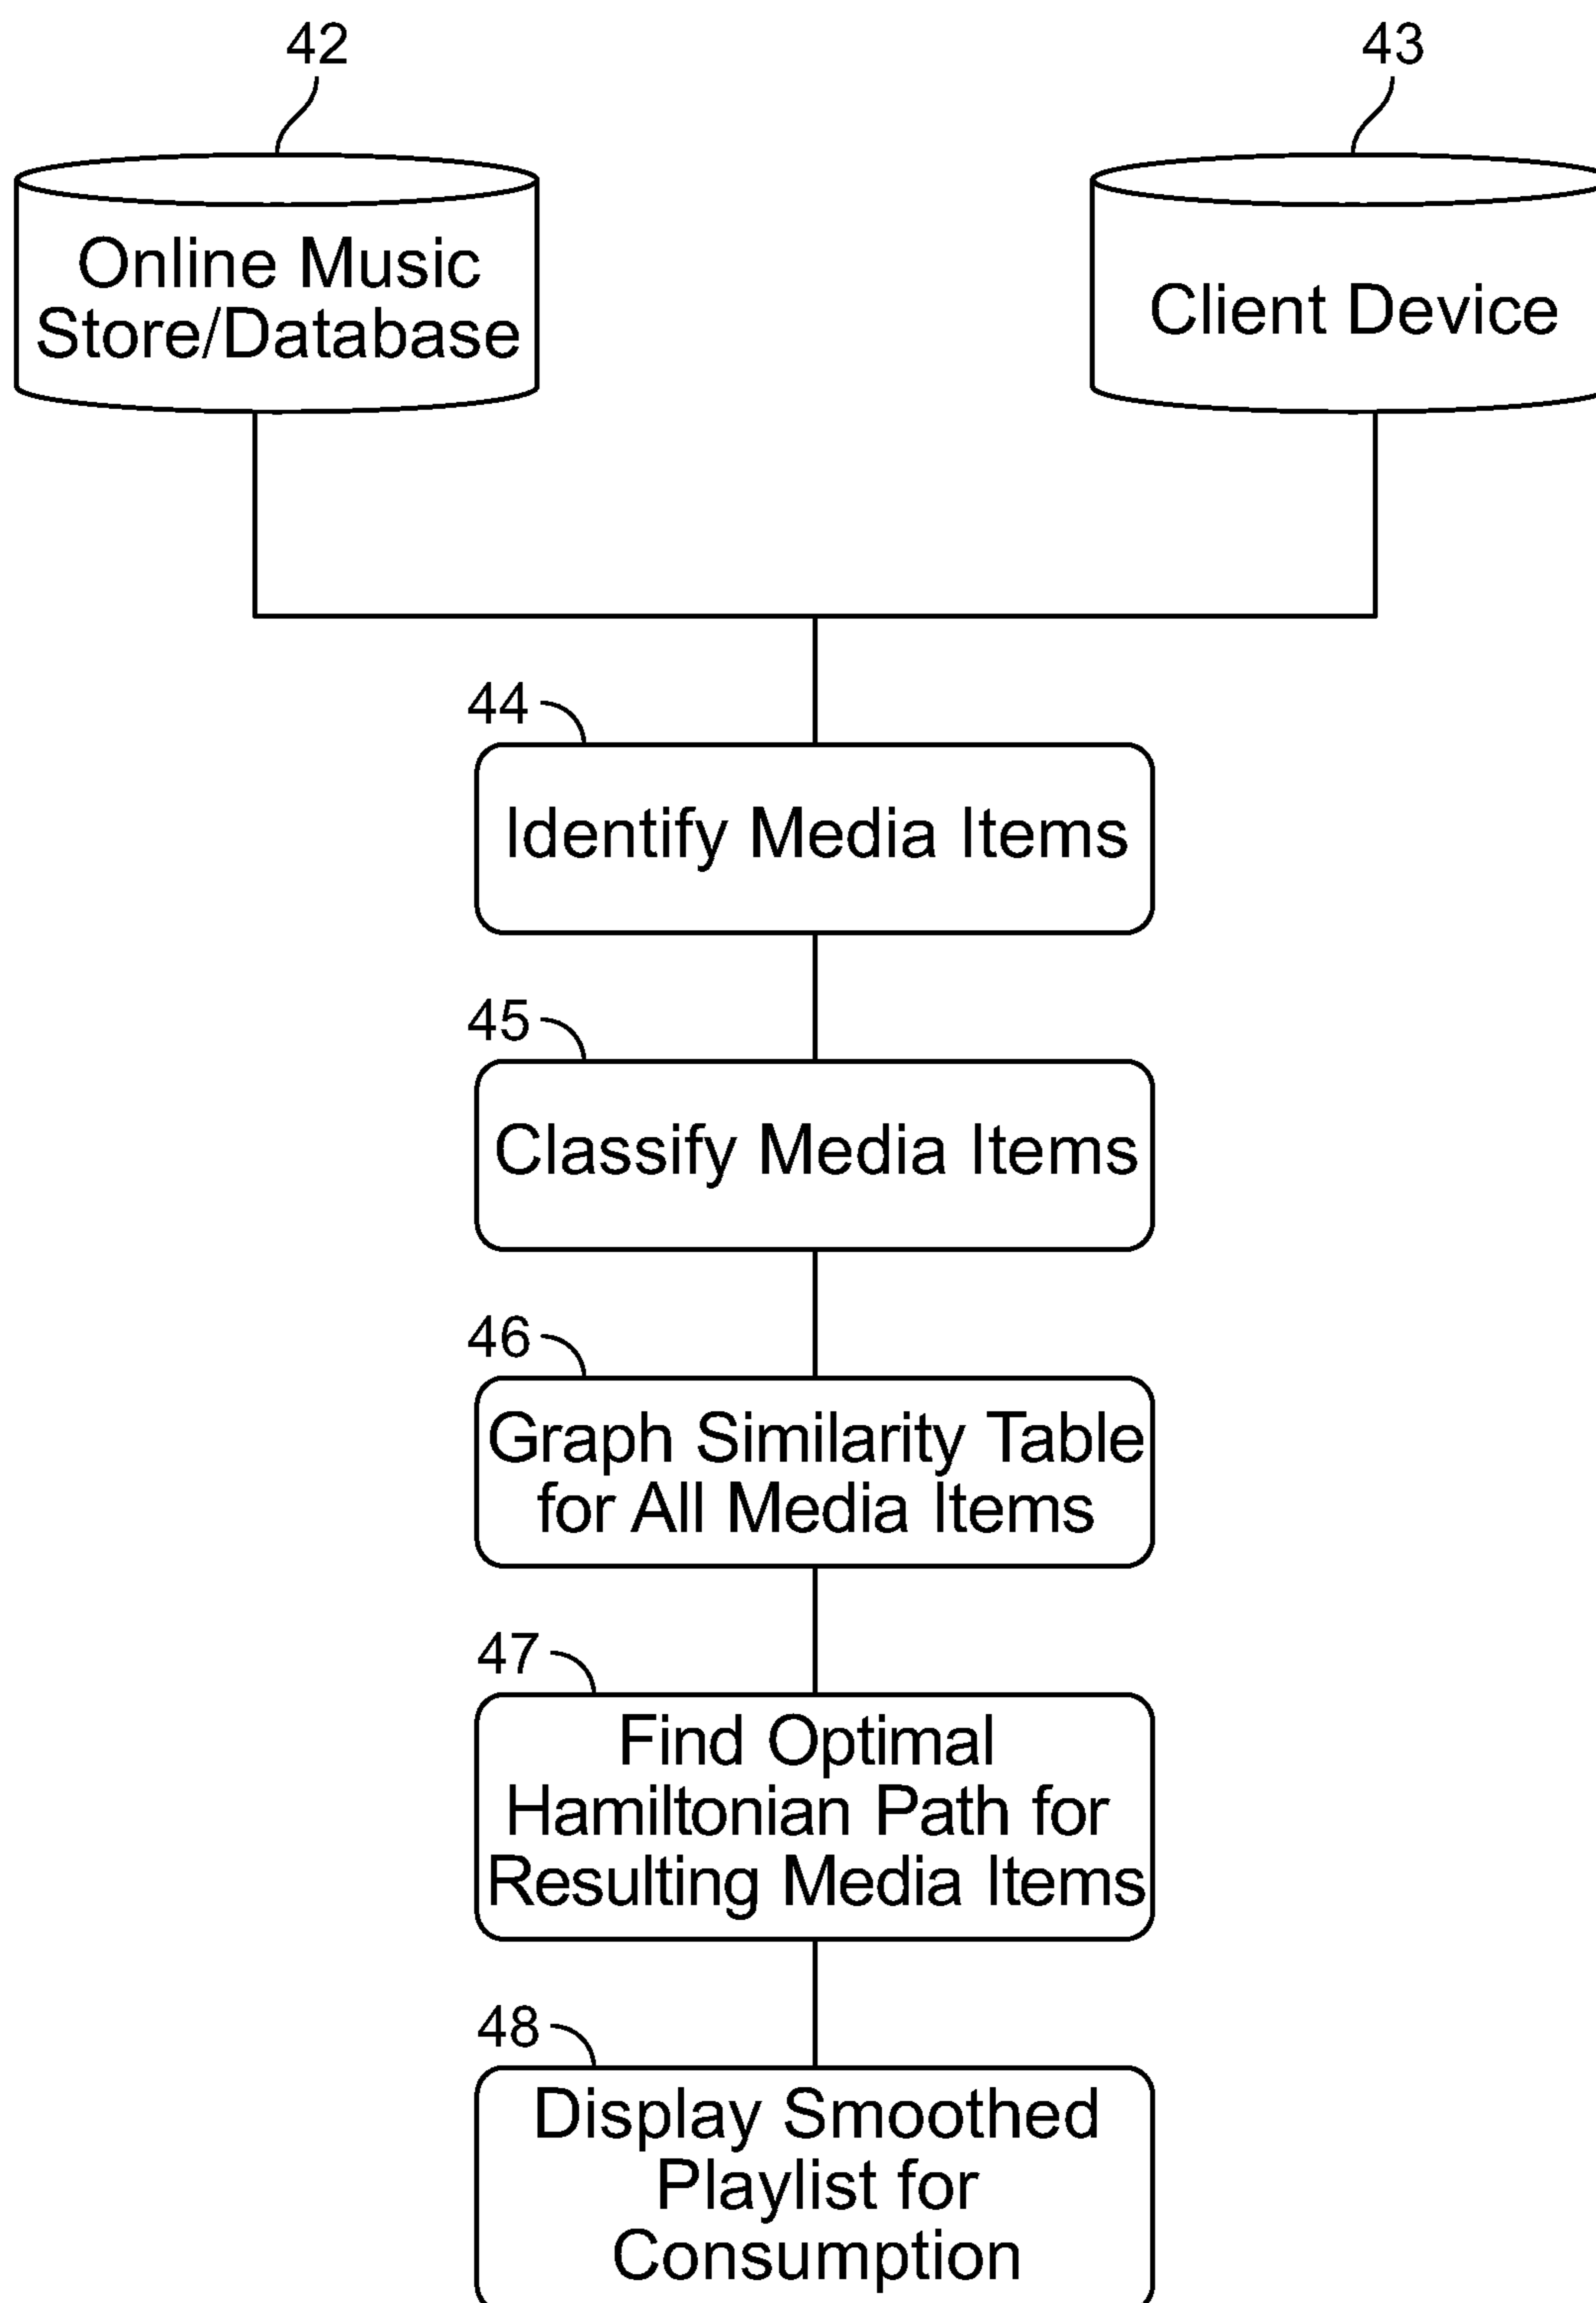 42
43
Online Music
Store/Database
Client Device
44
Identify Media Items
45
Classify Media Items
46
Graph Similarity Table
for All Media Items
47
Find Optimal
Hamiltonian Path for
Resulting Media Items
48
Display Smoothed
Playlist for
Consumption